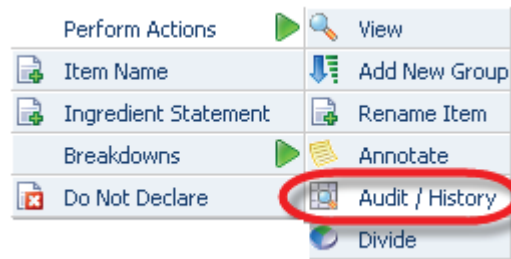 Perform Actions
Item Name
Ingredient Statement
Breakdowns
Do Not Declare
View
Add New Group
Rename Item
Annotate
Audit / History
Divide